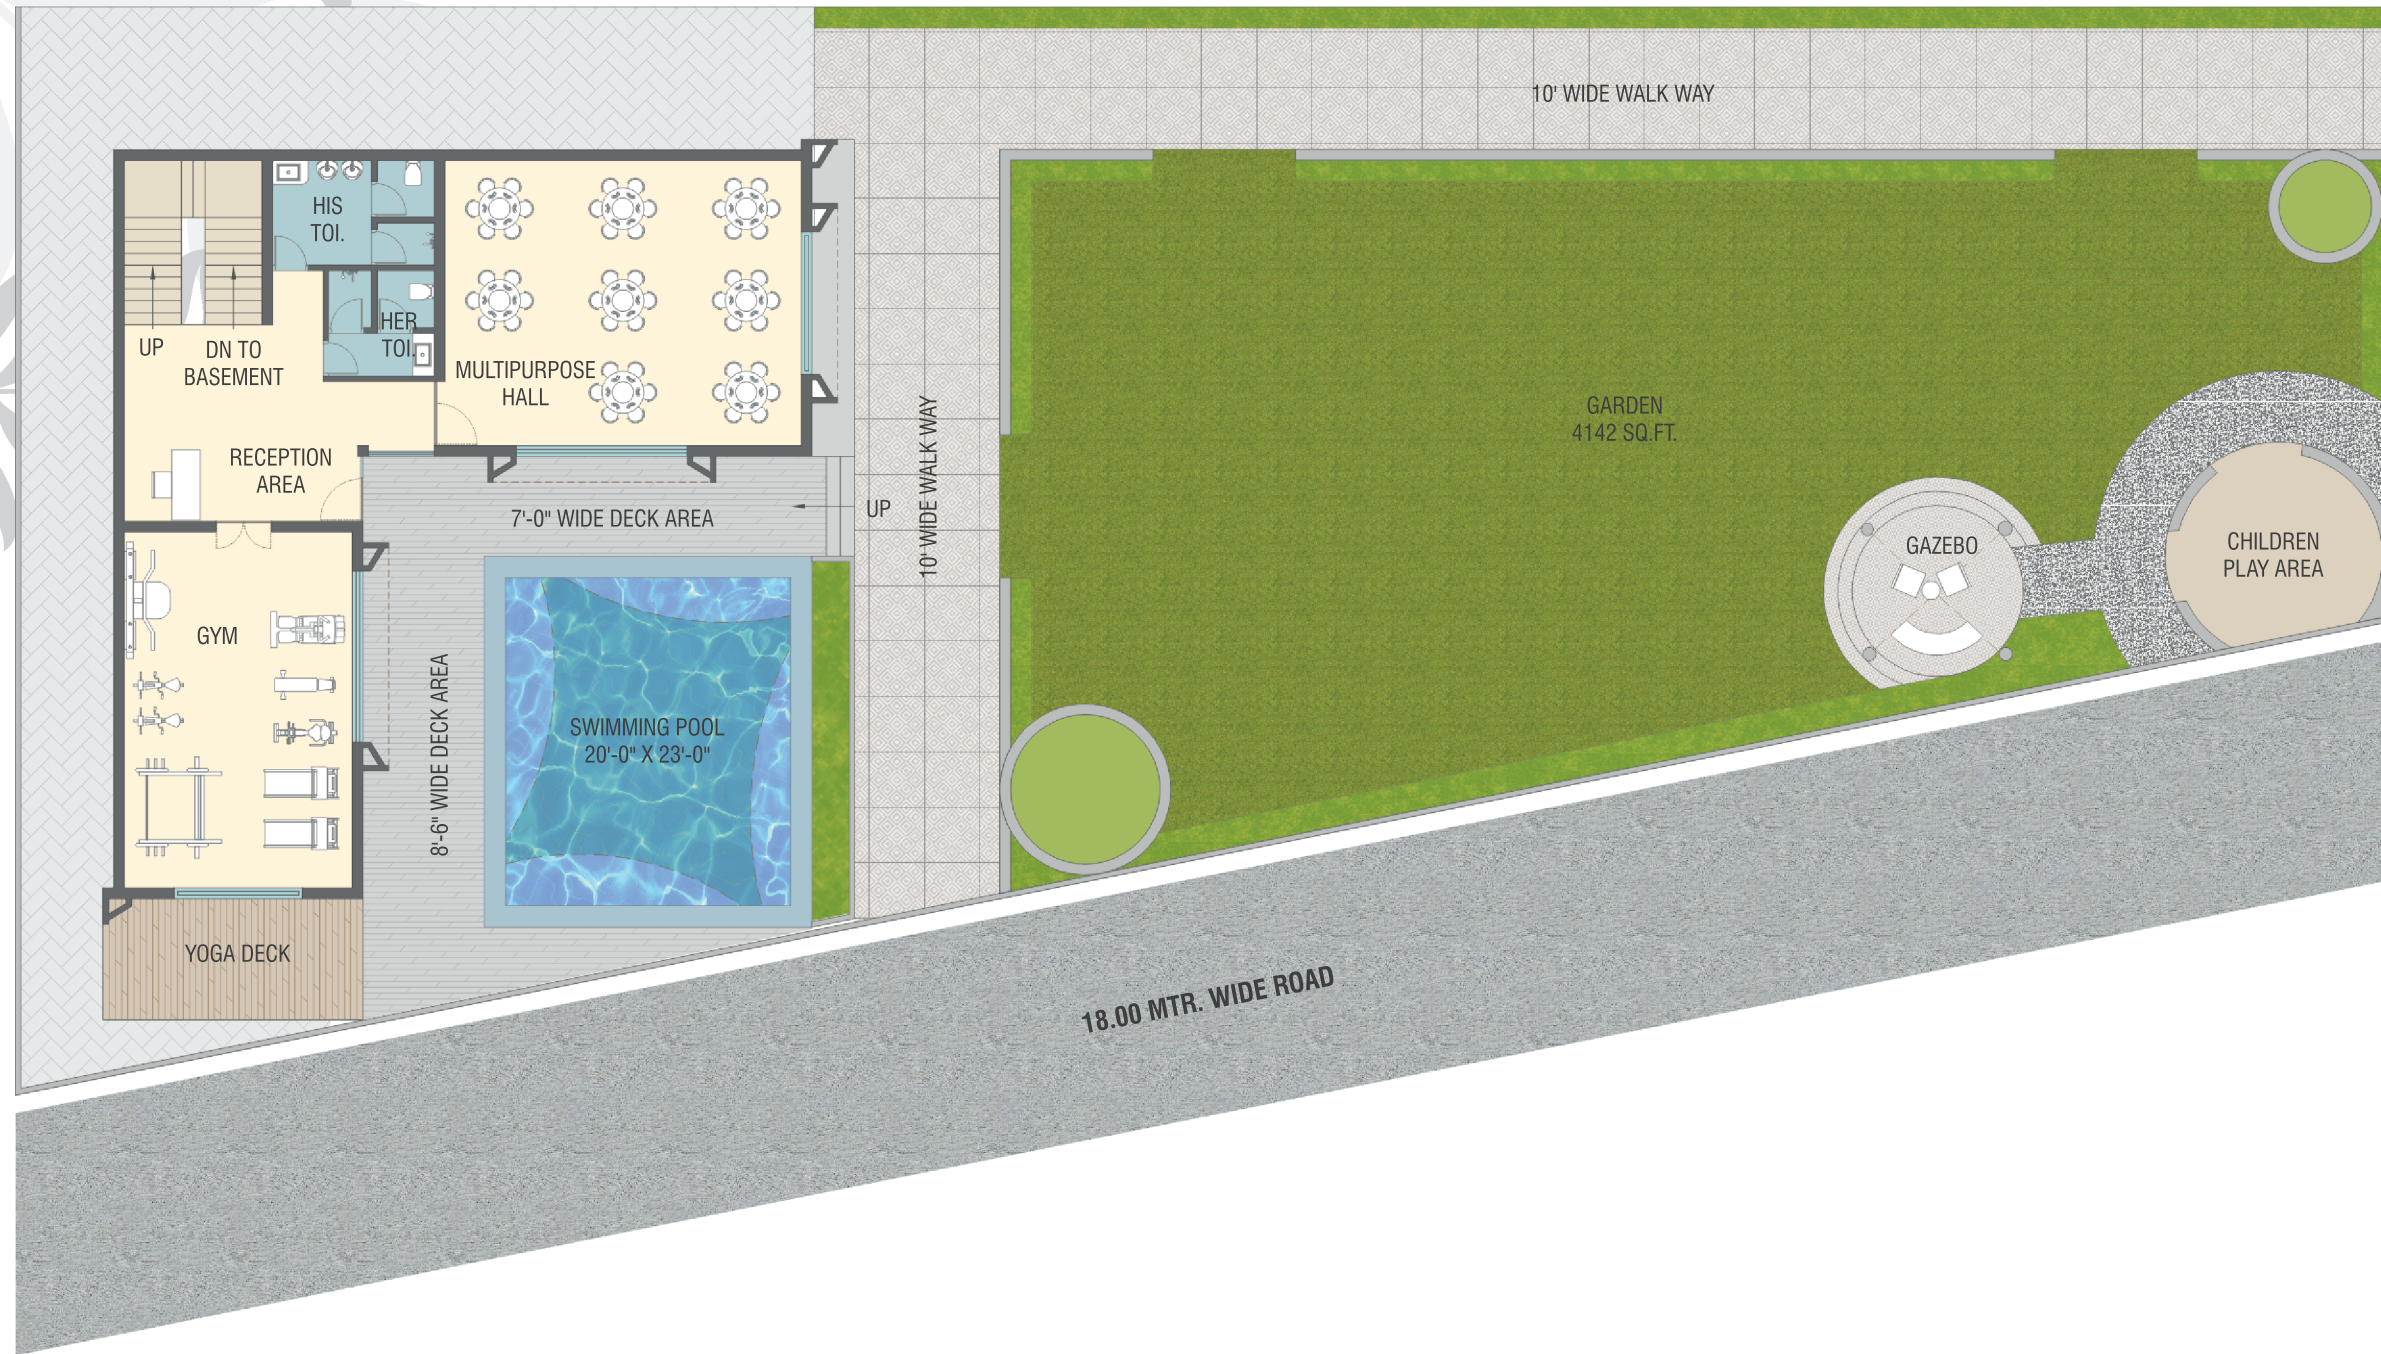 10' WIDE WALK WAY
HIS
TOI.
HER
TOI.
UP
DN TO
BASEMENT
MULTIPURPOSE
HALL
RECEPTION
AREA
7'-0" WIDE DECK AREA
UP
10' WIDE WALK WAY
GARDEN
4142 SQ.FT.
GAZEBO
CHILDREN
PLAY AREA
GYM
8'-6" WIDE DECK AREA
SWIMMING POOL
20'-0" X 23'-0"
YOGA DECK
18.00 MTR. WIDE ROAD